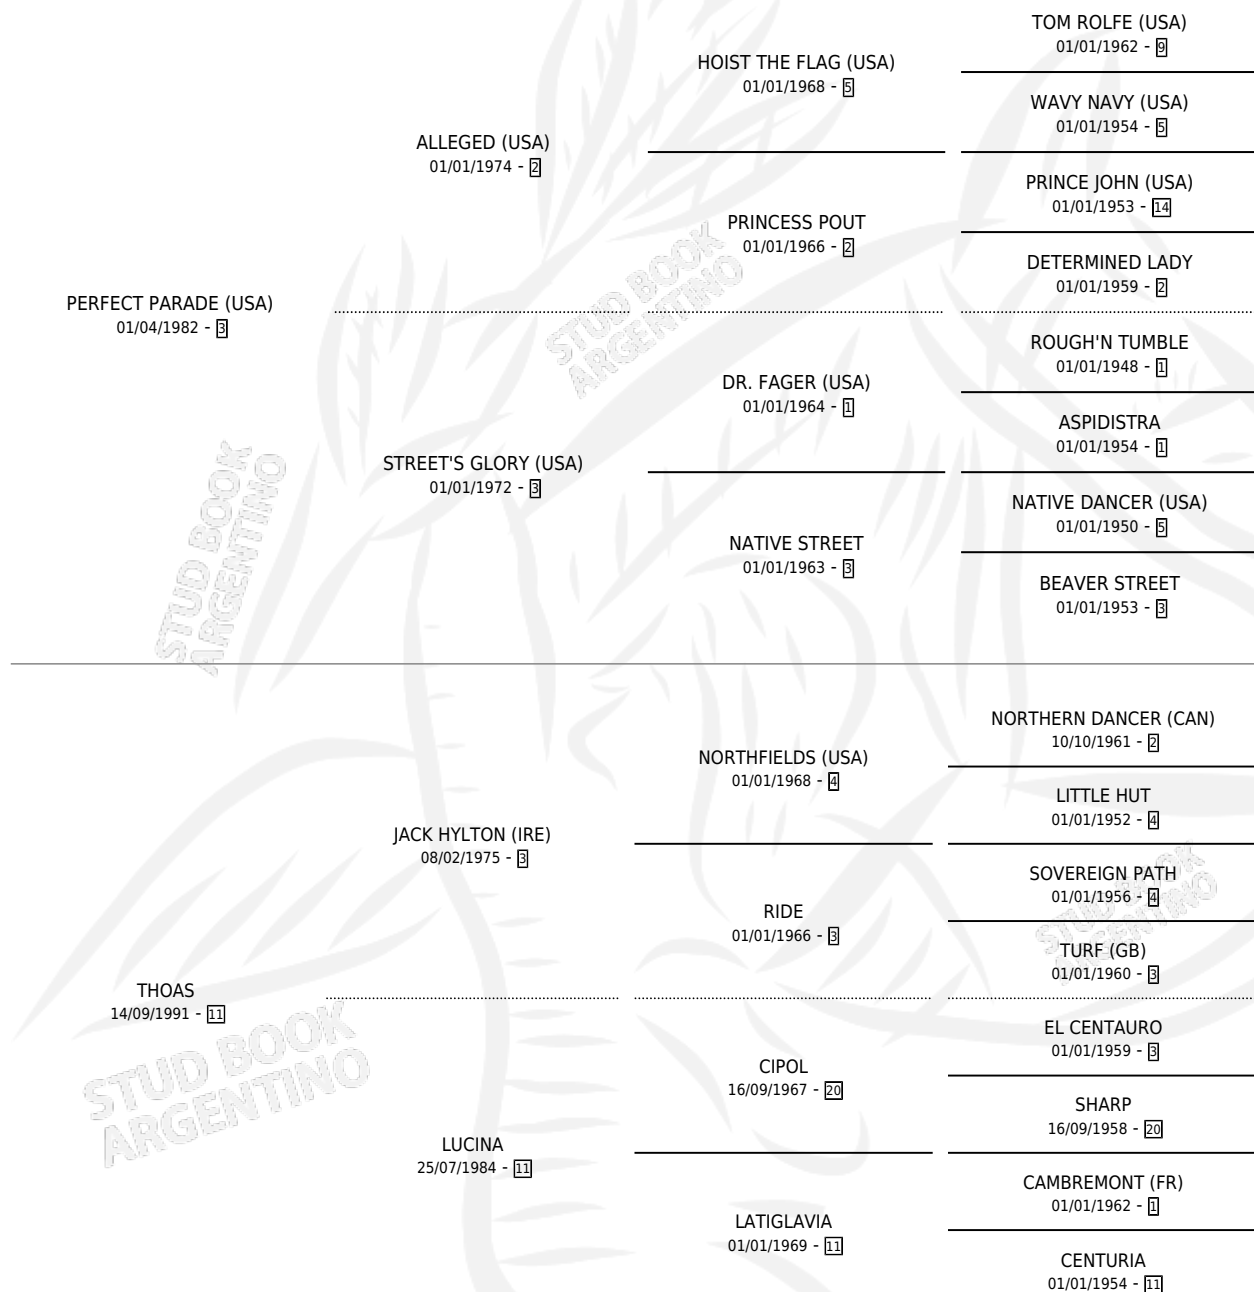 TOM ROLFE (USA)
01/01/1962 - 9
HOIST THE FLAG (USA)
01/01/1968 - 5
WAVY NAVY (USA)
01/01/1954 - 5
ALLEGED (USA)
01/01/1974 - 2
PRINCE JOHN (USA)
01/01/1953 - 14
PRINCESS POUT
01/01/1966 - 2
DETERMINED LADY
01/01/1959 - 2
PERFECT PARADE (USA)
01/04/1982 - 3
ROUGH'N TUMBLE
01/01/1948 - 1
DR. FAGER (USA)
01/01/1964 - 1
ASPIDISTRA
01/01/1954 - 1
STREET'S GLORY (USA)
01/01/1972 - 3
NATIVE DANCER (USA)
01/01/1950 - 5
NATIVE STREET
01/01/1963 - 3
BEAVER STREET
01/01/1953 - 3
NORTHERN DANCER (CAN)
10/10/1961 - 2
NORTHFIELDS (USA)
01/01/1968 - 4
LITTLE HUT
01/01/1952 - 4
JACK HYLTON (IRE)
08/02/1975 - 3
SOVEREIGN PATH
01/01/1956 - 4
RIDE
01/01/1966 - 3
TURF (GB)
01/01/1960 - 3
THOAS
14/09/1991 - 11
EL CENTAURO
01/01/1959 - 3
CIPOL
16/09/1967 - 20
SHARP
16/09/1958 - 20
LUCINA
25/07/1984 - 11
CAMBREMONT (FR)
01/01/1962 - 1
LATIGLAVIA
01/01/1969 - 11
CENTURIA
01/01/1954 - 11
STUD BOOK
ARGENTINO
STUD BOOK
ARGENTINO
STUD BOOK
ARGENTINO
STUD BOOK
ARGENTINO